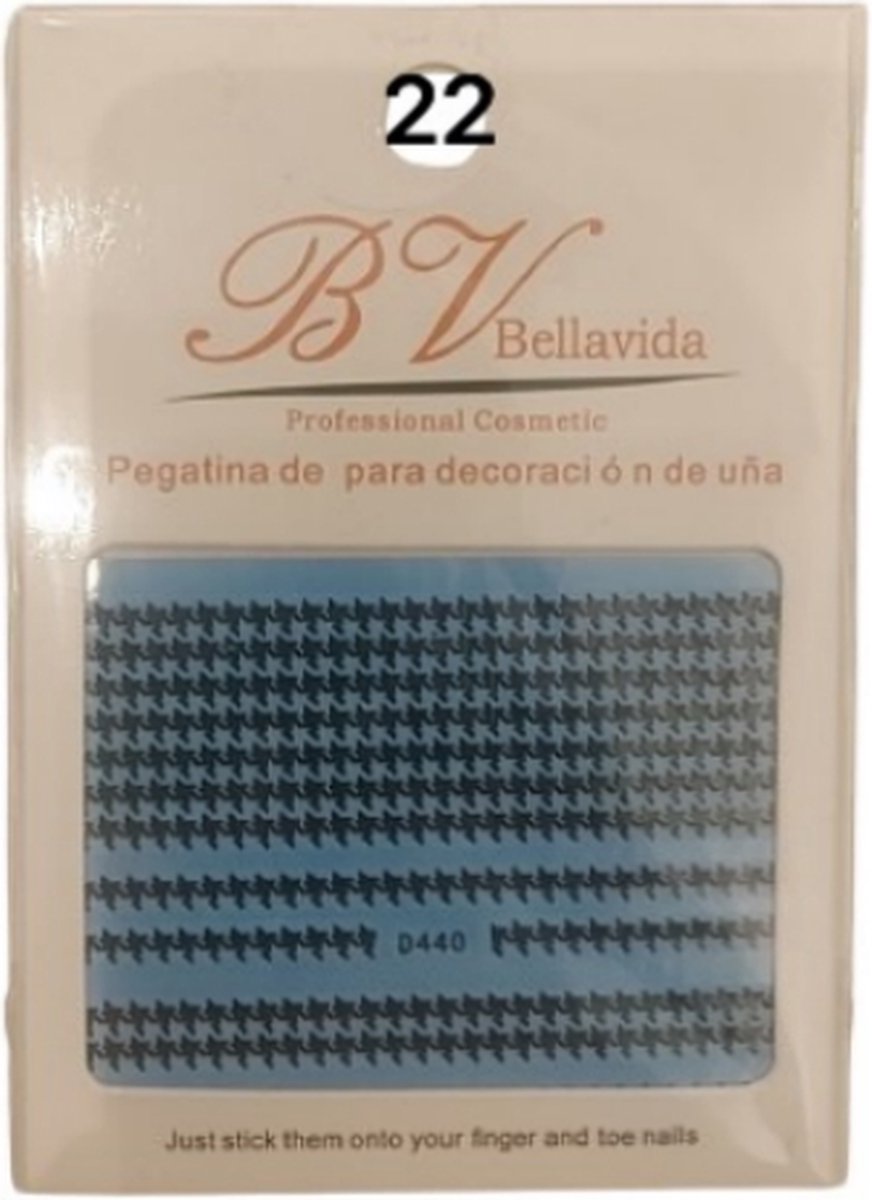 22
BV Bellavida
Professional Cosmetic
Pegatina de para decoración de uña
D440
Just stick them onto your finger and toe nails